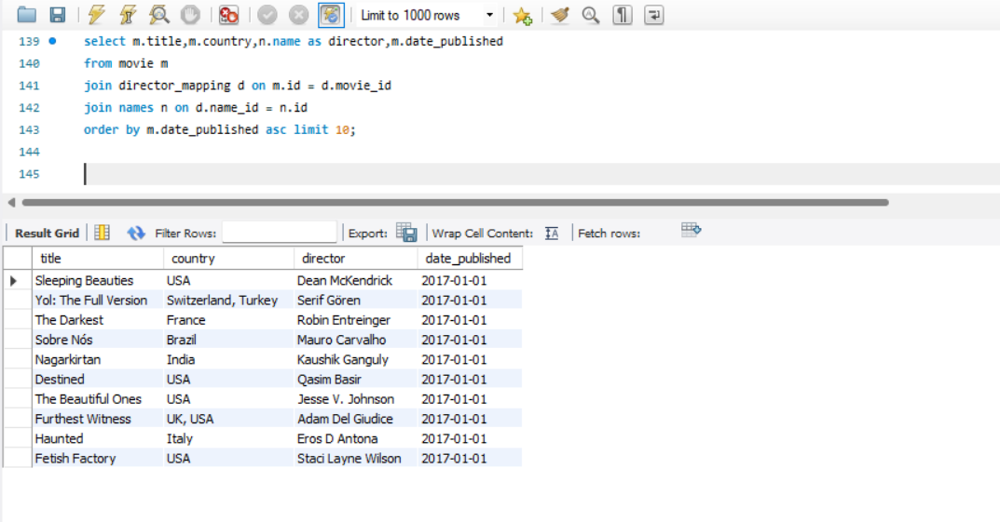 Limit to 1000 rows
139 select m.title,m.country,n.name as director,m.date_published
140 from movie m
141 join director_mapping d on m.id = d.movie_id
142 join names n on d.name_id = n.id
143 order by m.date_published asc limit 10;
144
145
Result Grid Filter Rows: Export: Wrap Cell Content: Fetch rows:
title country director date_published
Sleeping Beauties USA Dean McKendrick 2017-01-01
Yol: The Full Version Switzerland, Turkey Serif Gören 2017-01-01
The Darkest France Robin Entreinger 2017-01-01
Sobre Nós Brazil Mauro Carvalho 2017-01-01
Nagarkirtan India Kaushik Ganguly 2017-01-01
Destined USA Qasim Basir 2017-01-01
The Beautiful Ones USA Jesse V. Johnson 2017-01-01
Furthest Witness UK, USA Adam Del Giudice 2017-01-01
Haunted Italy Eros D Antona 2017-01-01
Fetish Factory USA Staci Layne Wilson 2017-01-01